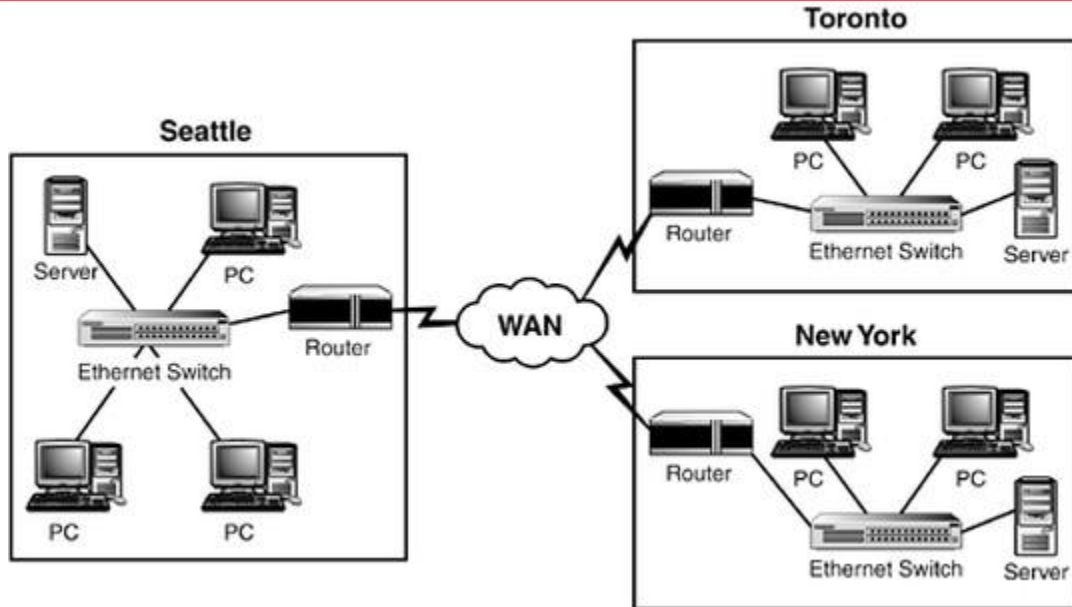 Toronto
PC
PC
Router
Ethernet Switch
Server
Seattle
Server
PC
Router
Ethernet Switch
PC
PC
WAN
New York
PC
PC
Router
Ethernet Switch
Server